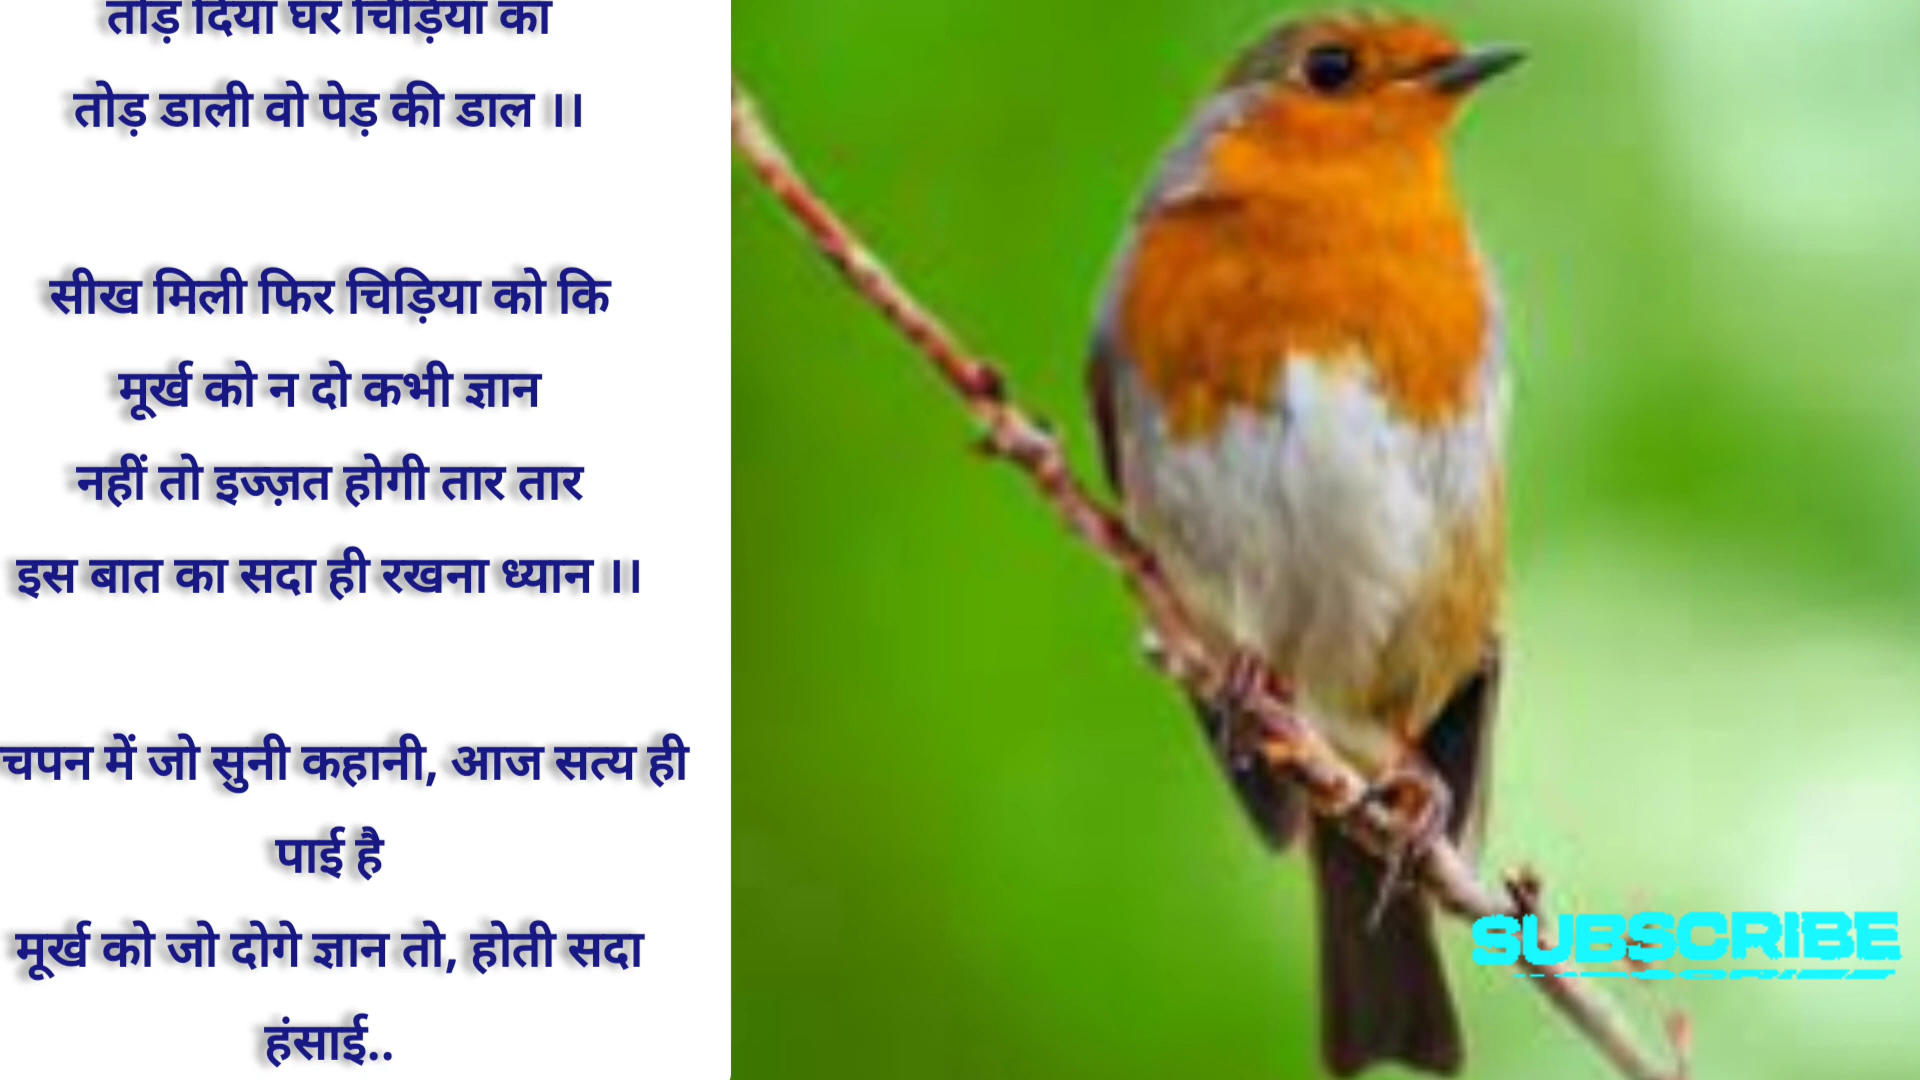 तोड़ दिया घर चिड़िया का
तोड़ डाली वो पेड़ की डाल ।।
सीख मिली फिर चिड़िया को कि
मूर्ख को न दो कभी ज्ञान
नहीं तो इज्ज़त होगी तार तार
इस बात का सदा ही रखना ध्यान ।।
चपन में जो सुनी कहानी, आज सत्य ही
पाई है
मूर्ख को जो दोगे ज्ञान तो, होती सदा
हंसाई..
SUBSCRIBE